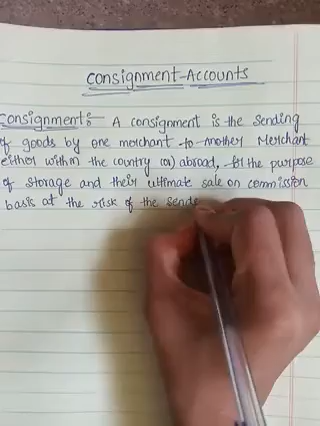 Consignment Accounts
Consignment:- A consignment is the sending
of goods by one merchant to Another Merchant
either within the country (or) abroad, for the purpose
of storage and their ultimate sale on commission
basis at the risk of the sende